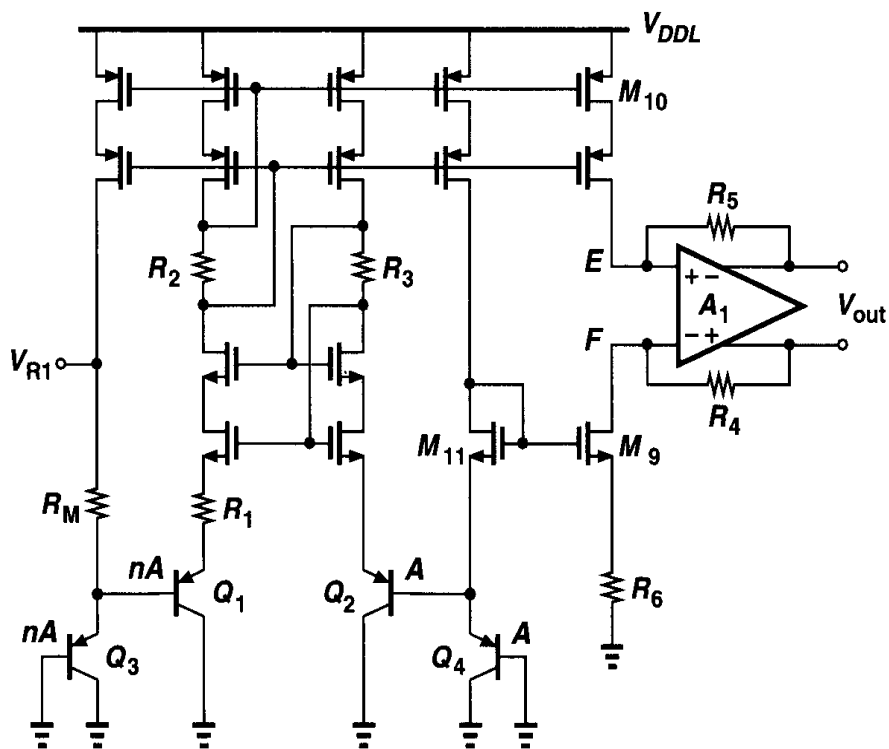 V_DDL
M_10
R_5
R_2
R_3
E
+ −
A_1
V_out
F
− +
V_R1
R_4
M_11
M_9
R_M
R_1
nA
Q_1
Q_2
A
R_6
nA
Q_3
Q_4
A